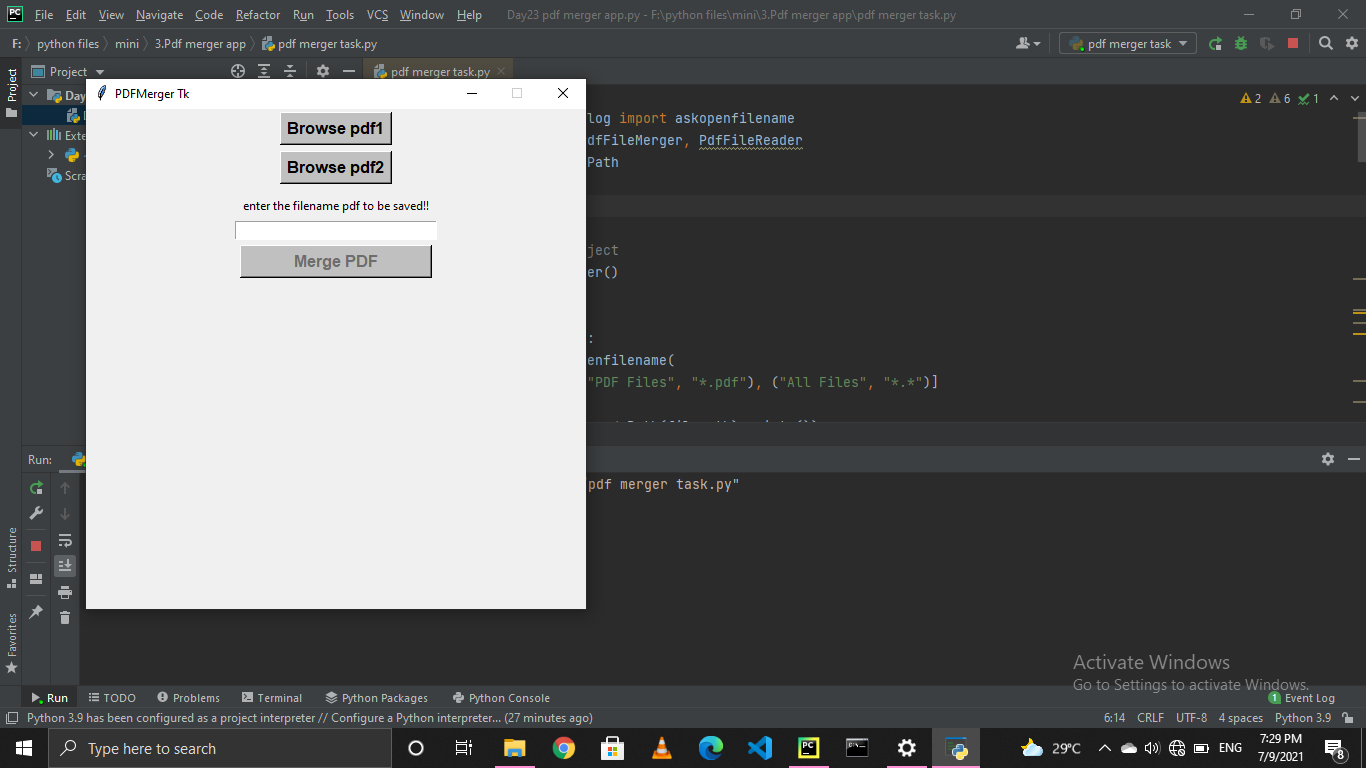 PC File Edit View Navigate Code Refactor Run Tools VCS Window Help Day23 pdf merger app.py - F:\python files\mini\3.Pdf merger app\pdf merger task.py
F: python files mini 3.Pdf merger app pdf merger task.py
pdf merger task
Project
Project
pdf merger task.py
PDFMerger Tk
Browse pdf1
Browse pdf2
enter the filename pdf to be saved!!
Merge PDF
Day
Exte
Scra
2 6 1
log import askopenfilename
dfFileMerger, PdfFileReader
Path
ject
er()
:
enfilename(
"PDF Files", "*.pdf"), ("All Files", "*.*")]
Run:
pdf merger task.py"
Structure
Favorites
Activate Windows
Go to Settings to activate Windows.
Run TODO Problems Terminal Python Packages Python Console
1 Event Log
Python 3.9 has been configured as a project interpreter // Configure a Python interpreter... (27 minutes ago)
6:14 CRLF UTF-8 4 spaces Python 3.9
Type here to search
29°C
ENG
7:29 PM
7/9/2021
8